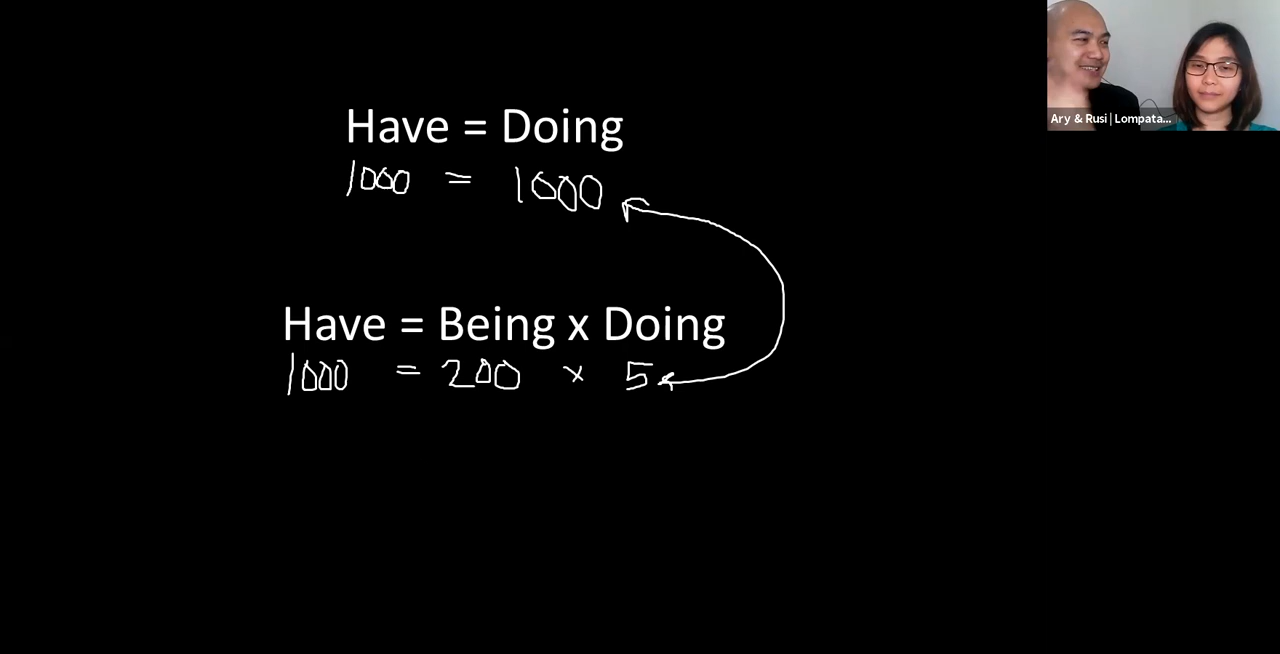 Have = Doing
1000 = 1000
Have = Being x Doing
1000 = 200 x 5
Ary & Rusi | Lompata...